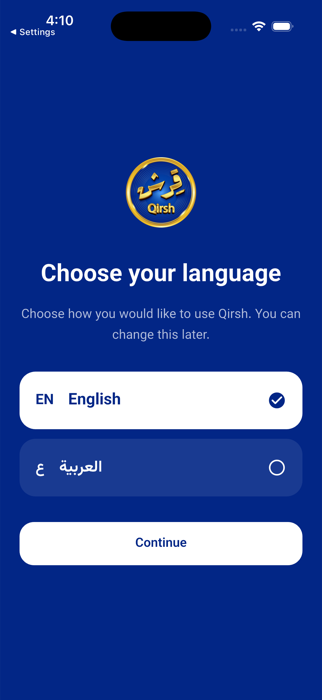 4:10
◀ Settings
قرش
Qirsh
Choose your language
Choose how you would like to use Qirsh. You can
change this later.
EN English
ع العربية
Continue